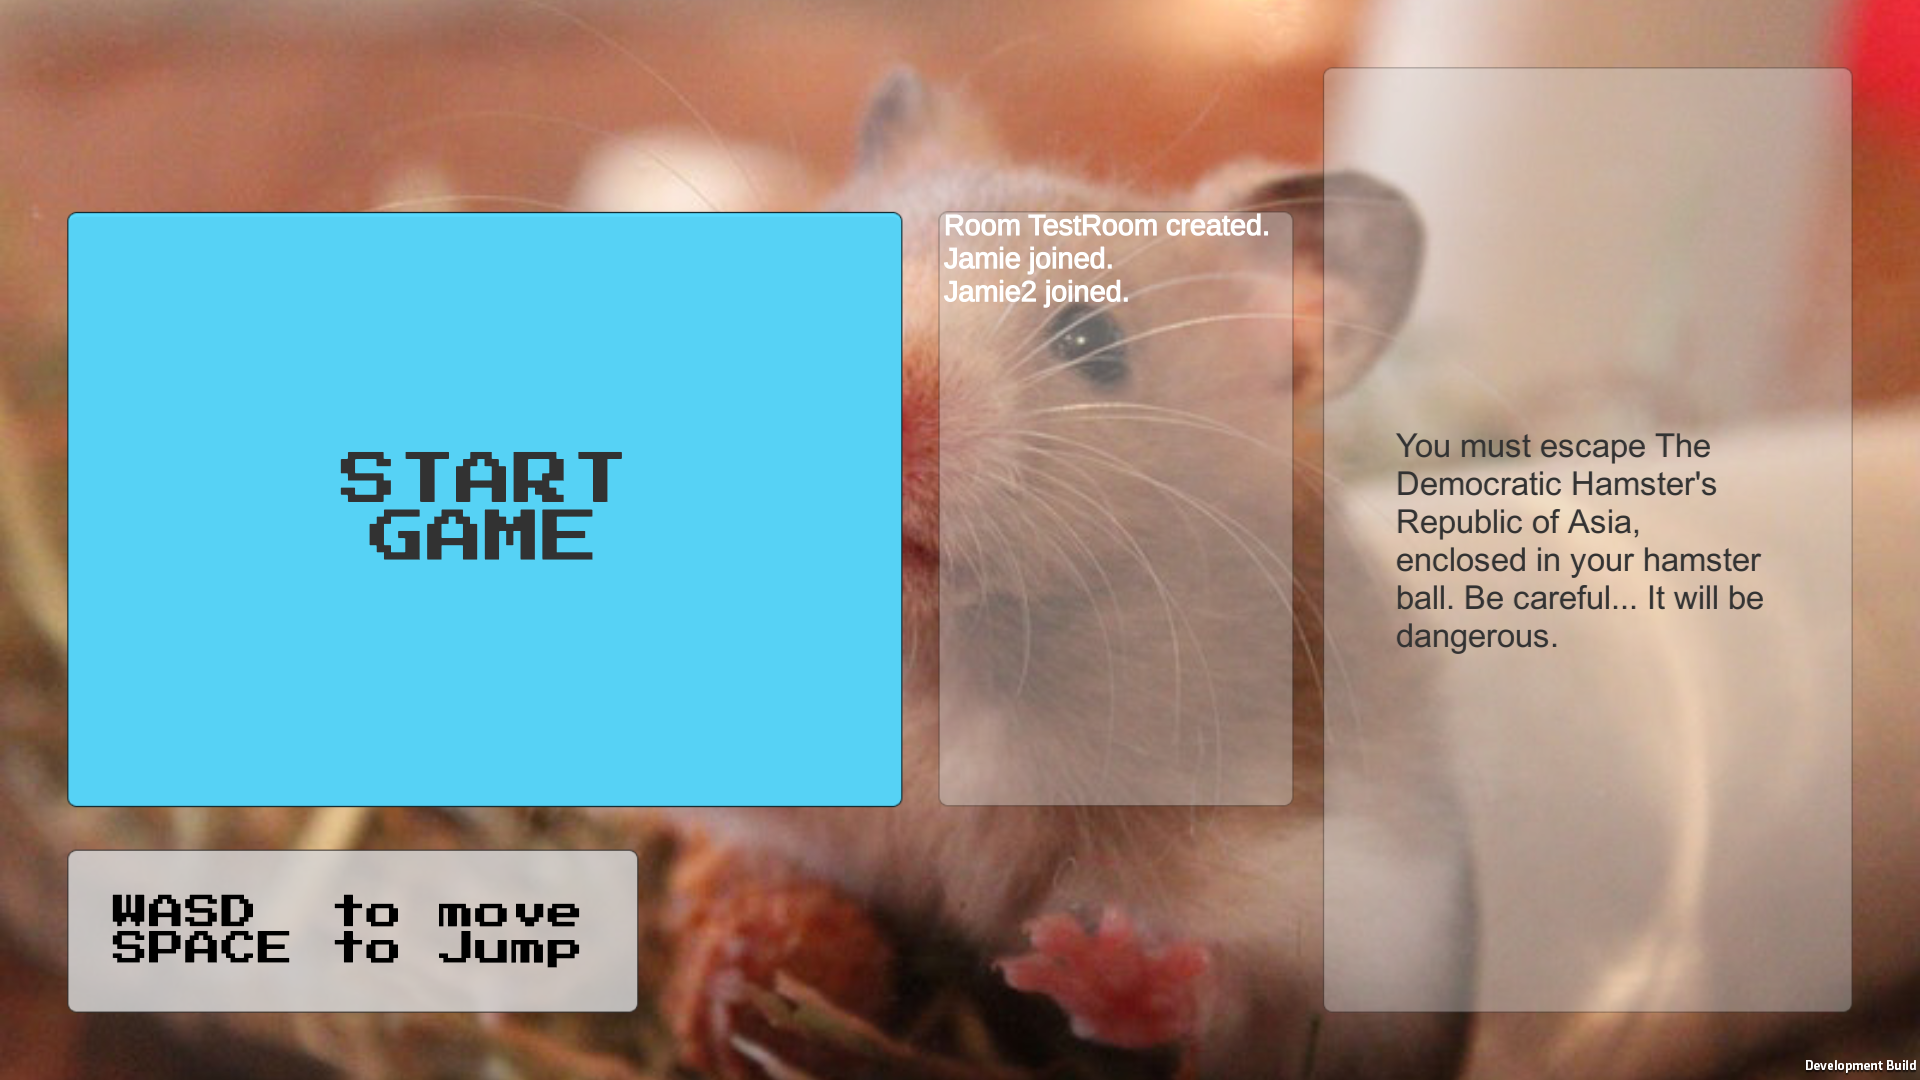 Room TestRoom created.
Jamie joined.
Jamie2 joined.
START
GAME
You must escape The
Democratic Hamster's
Republic of Asia,
enclosed in your hamster
ball. Be careful... It will be
dangerous.
WASD to move
SPACE to Jump
Development Build